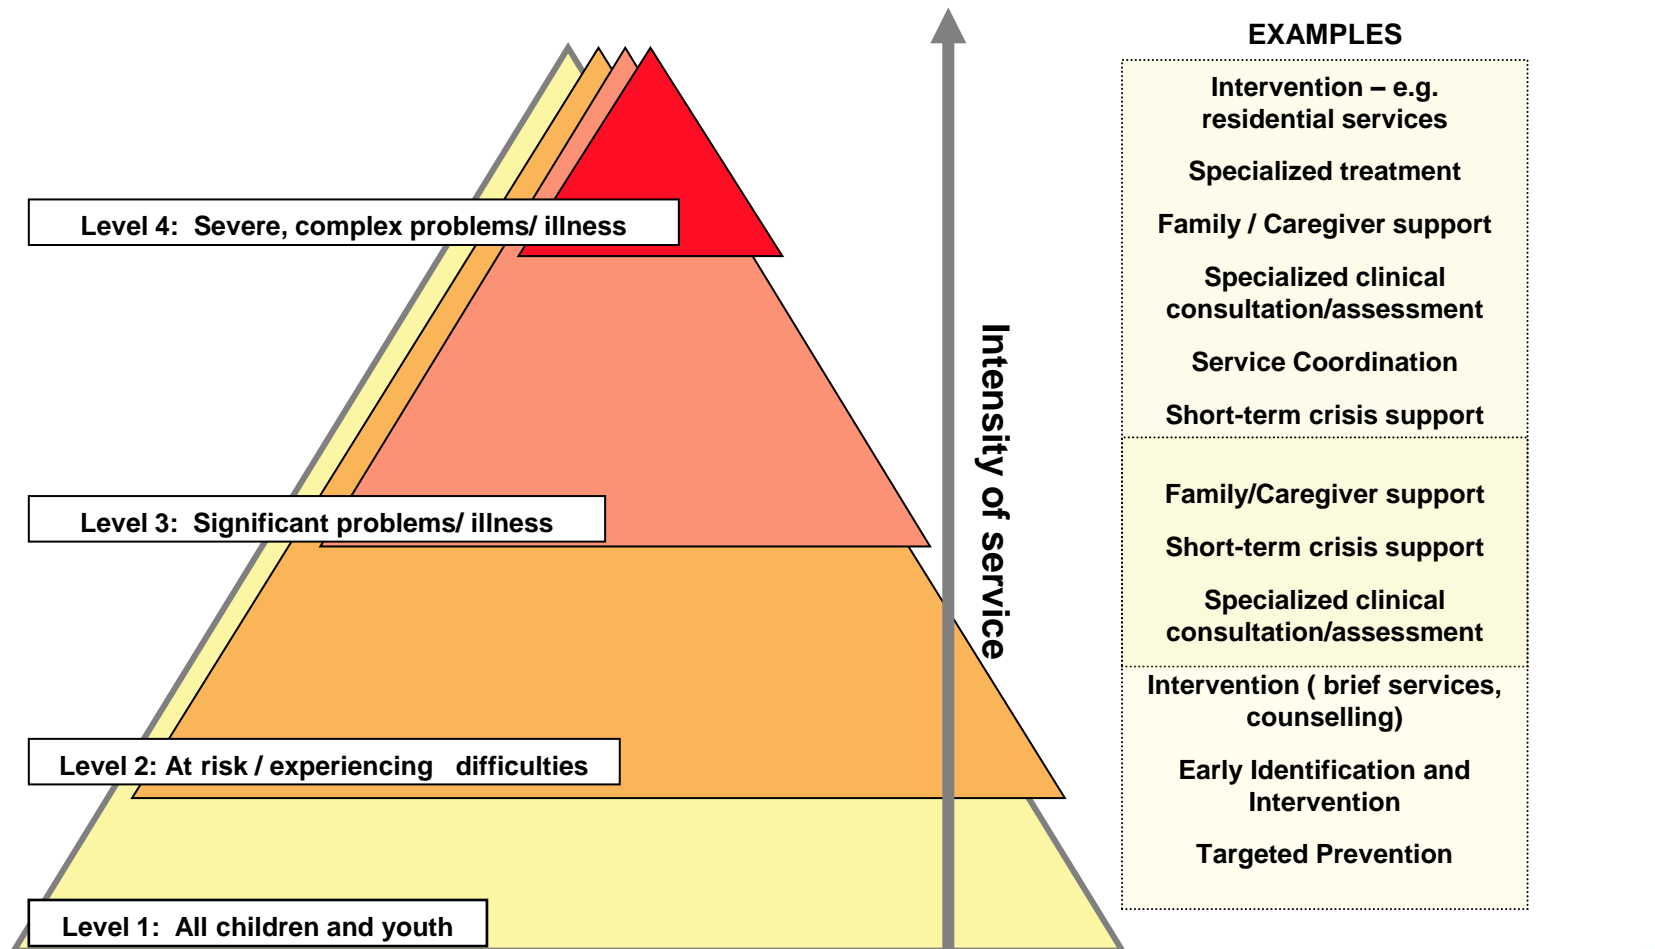 EXAMPLES
Intervention – e.g.
residential services
Specialized treatment
Family / Caregiver support
Specialized clinical
consultation/assessment
Service Coordination
Short-term crisis support
Family/Caregiver support
Short-term crisis support
Specialized clinical
consultation/assessment
Intervention ( brief services,
counselling)
Early Identification and
Intervention
Targeted Prevention
Intensity of service
Level 4:  Severe, complex problems/ illness
Level 3:  Significant problems/ illness
Level 2: At risk / experiencing   difficulties
Level 1:  All children and youth